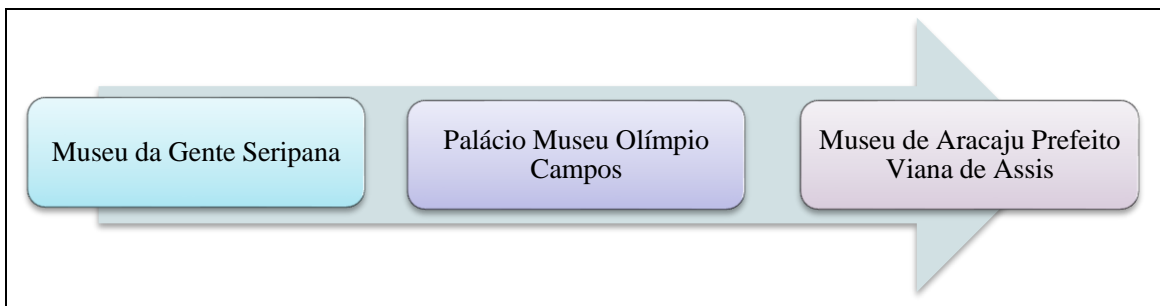 Museu da Gente Seripana
Palácio Museu Olímpio
Campos
Museu de Aracaju Prefeito
Viana de Assis